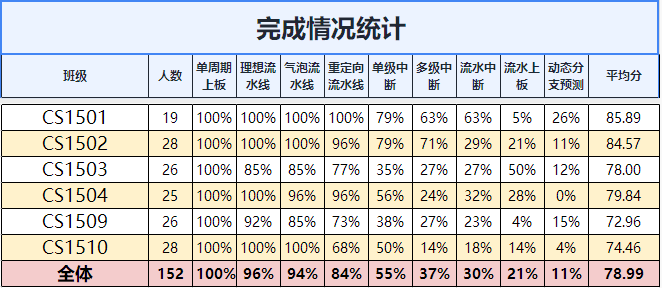 完成情况统计
班级 人数 单周期上板 理想流水线 气泡流水线 重定向流水线 单级中断 多级中断 流水中断 流水上板 动态分支预测 平均分
CS1501 19 100% 100% 100% 100% 79% 63% 63% 5% 26% 85.89
CS1502 28 100% 100% 100% 96% 79% 71% 29% 21% 11% 84.57
CS1503 26 100% 85% 85% 77% 35% 27% 27% 50% 12% 78.00
CS1504 25 100% 100% 96% 96% 56% 24% 32% 28% 0% 79.84
CS1509 26 100% 92% 85% 73% 38% 27% 23% 4% 15% 72.96
CS1510 28 100% 100% 100% 68% 50% 14% 18% 14% 4% 74.46
全体 152 100% 96% 94% 84% 55% 37% 30% 21% 11% 78.99